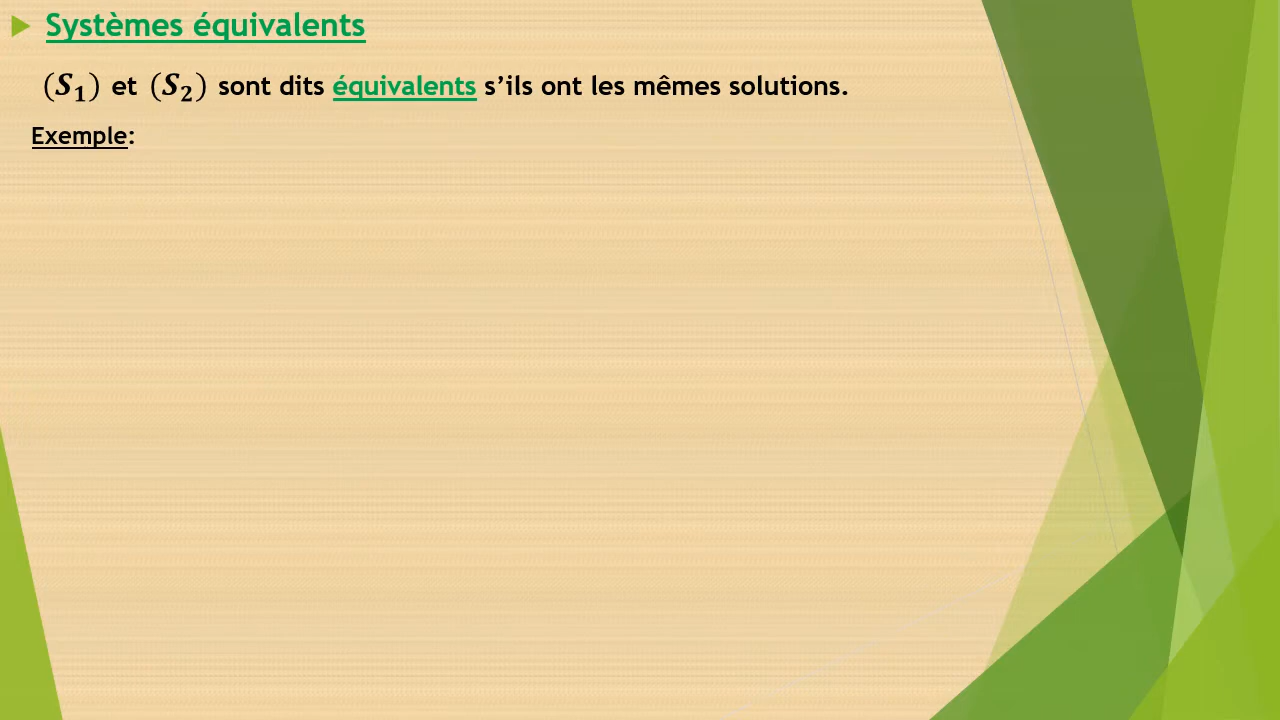 Systèmes équivalents
(S₁) et (S₂) sont dits équivalents s’ils ont les mêmes solutions.
Exemple: